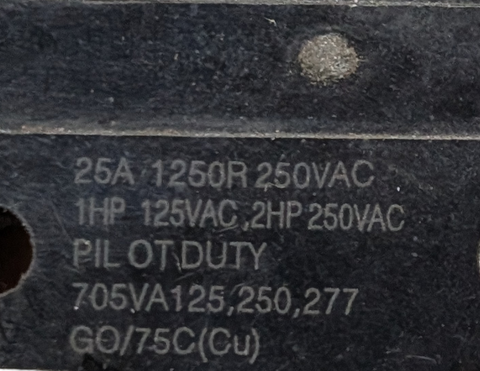 25A 1250R 250VAC
1HP 125VAC,2HP 250VAC
PILOT DUTY
705VA125,250,277
GO/75C(Cu)